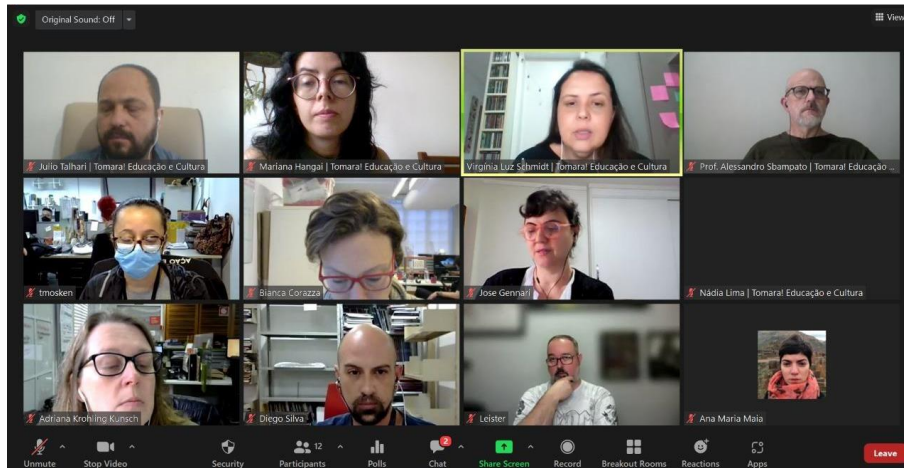 Original Sound: Off
View
Julio Talhari | Tomara! Educação e Cultura
Mariana Hangai | Tomara! Educação e Cultura
Virgínia Luz Schmidt | Tomara! Educação e Cultura
Prof. Alessandro Sbampato | Tomara! Educação ...
tmosken
Bianca Corazza
Jose Gennari
Nádia Lima | Tomara! Educação e Cultura
Adriana Krohling Kunsch
Diego Silva
Leister
Ana Maria Maia
Unmute
Stop Video
Security
Participants
12
Polls
Chat
2
Share Screen
Record
Breakout Rooms
Reactions
Apps
Leave